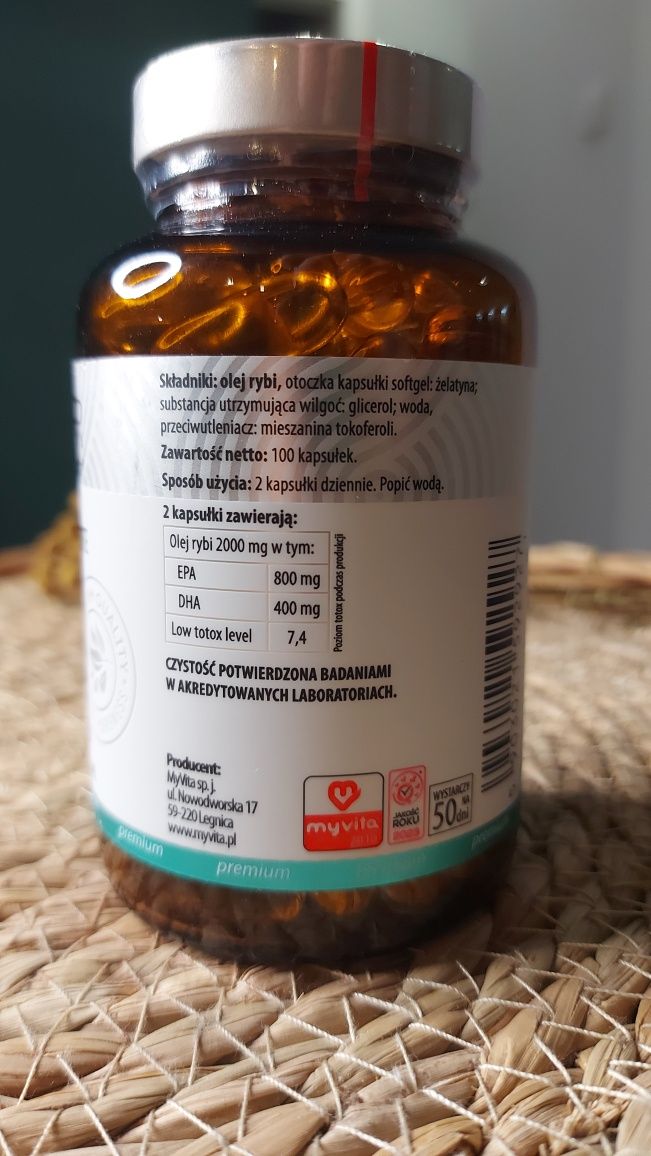 Składniki: olej rybi, otoczka kapsułki softgel: żelatyna;
substancja utrzymująca wilgoć: glicerol; woda,
przeciwutleniacz: mieszanina tokoferoli.
Zawartość netto: 100 kapsułek.
Sposób użycia: 2 kapsułki dziennie. Popić wodą.
2 kapsułki zawierają:
Olej rybi 2000 mg w tym:
EPA 800 mg
DHA 400 mg
Low totox level 7,4
Poziom totox podczas produkcji
CZYSTOŚĆ POTWIERDZONA BADANIAMI
W AKREDYTOWANYCH LABORATORIACH.
QUALITY
Producent:
MyVita sp. j.
ul. Nowodworska 17
59-220 Legnica
www.myvita.pl
myvita
JAKOŚĆ
ROKU
WYSTARCZY
NA
50 dni
premium
premium
premium